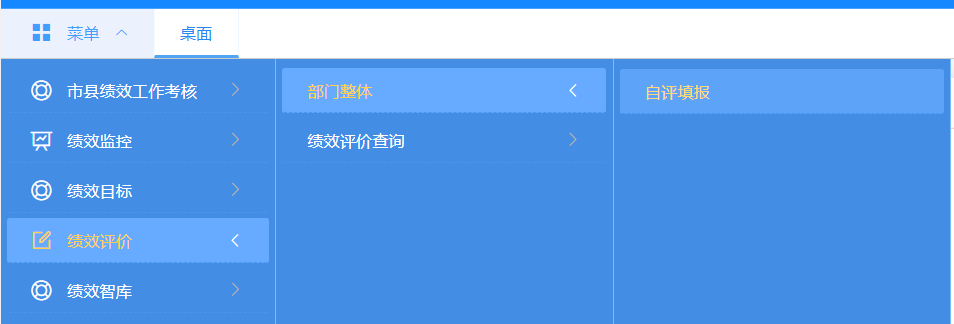 菜单
桌面
市县绩效工作考核
绩效监控
绩效目标
绩效评价
绩效智库
部门整体
绩效评价查询
自评填报